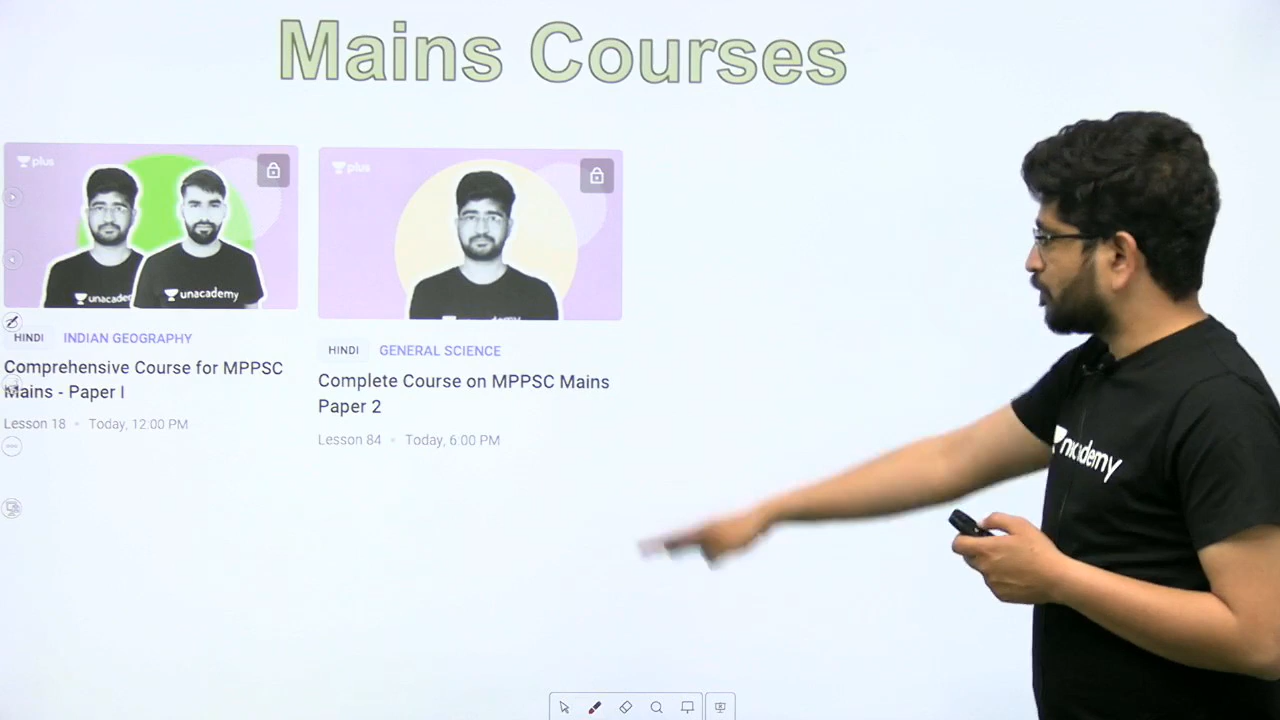 Mains Courses
plus
plus
unacademy
unacademy
HINDI INDIAN GEOGRAPHY
Comprehensive Course for MPPSC
Mains - Paper I
Lesson 18 • Today, 12:00 PM
HINDI GENERAL SCIENCE
Complete Course on MPPSC Mains
Paper 2
Lesson 84 • Today, 6:00 PM
unacademy